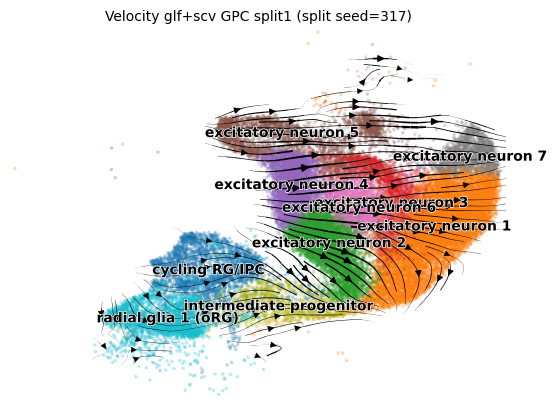 Velocity glf+scv GPC split1 (split seed=317)
excitatory neuron 5
excitatory neuron 7
excitatory neuron 4
excitatory neuron 3
excitatory neuron 6
excitatory neuron 1
excitatory neuron 2
cycling RG/IPC
intermediate progenitor
radial glia 1 (oRG)